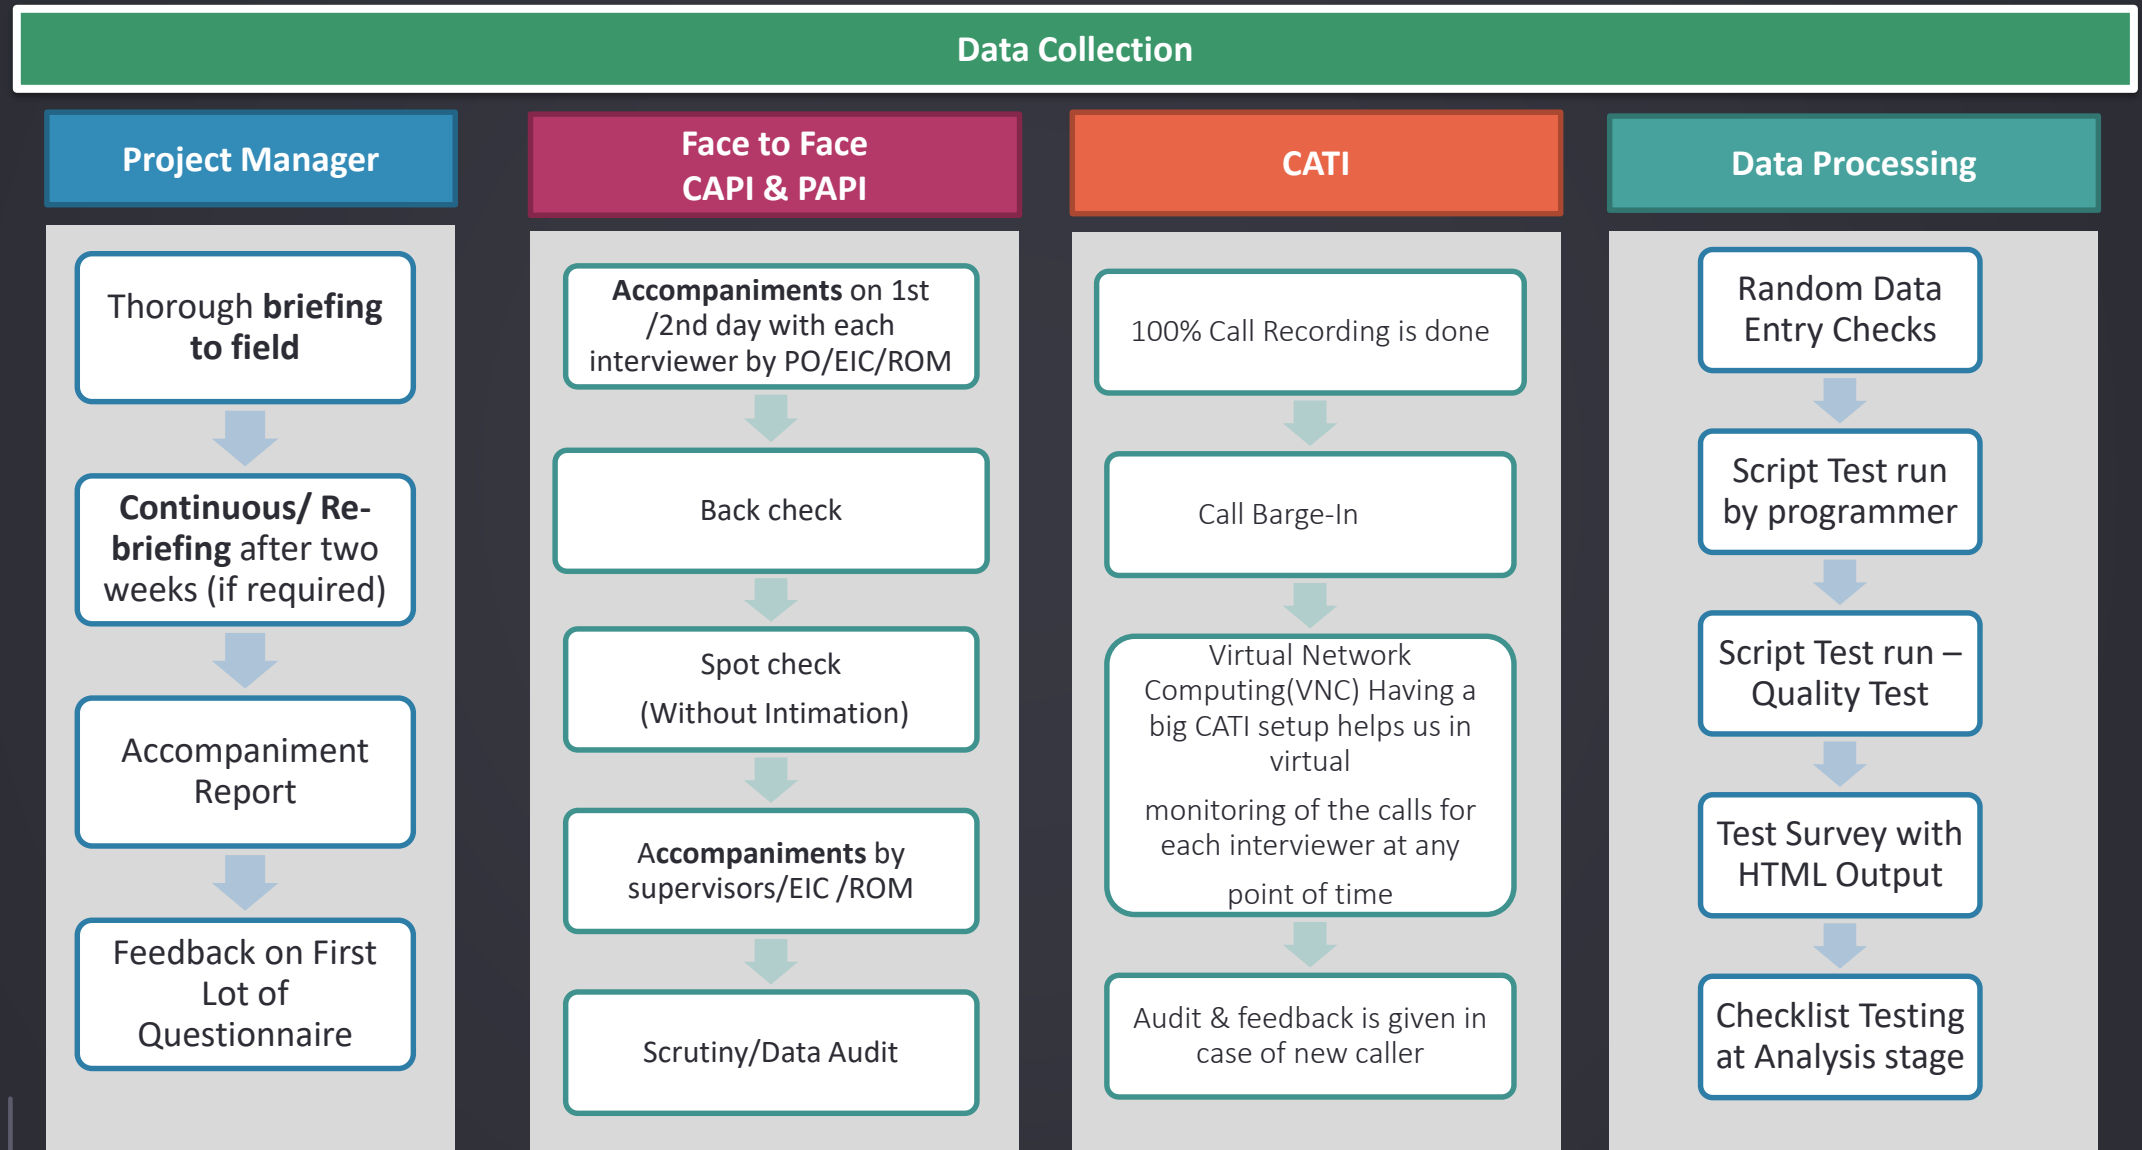 Data Collection
Project Manager
Thorough briefing
to field
Continuous/ Re-
briefing after two
weeks (if required)
Accompaniment
Report
Feedback on First
Lot of
Questionnaire
Face to Face
CAPI & PAPI
Accompaniments on 1st
/2nd day with each
interviewer by PO/EIC/ROM
Back check
Spot check
(Without Intimation)
Accompaniments by
supervisors/EIC /ROM
Scrutiny/Data Audit
CATI
100% Call Recording is done
Call Barge-In
Virtual Network
Computing(VNC) Having a
big CATI setup helps us in
virtual
monitoring of the calls for
each interviewer at any
point of time
Audit & feedback is given in
case of new caller
Data Processing
Random Data
Entry Checks
Script Test run
by programmer
Script Test run –
Quality Test
Test Survey with
HTML Output
Checklist Testing
at Analysis stage